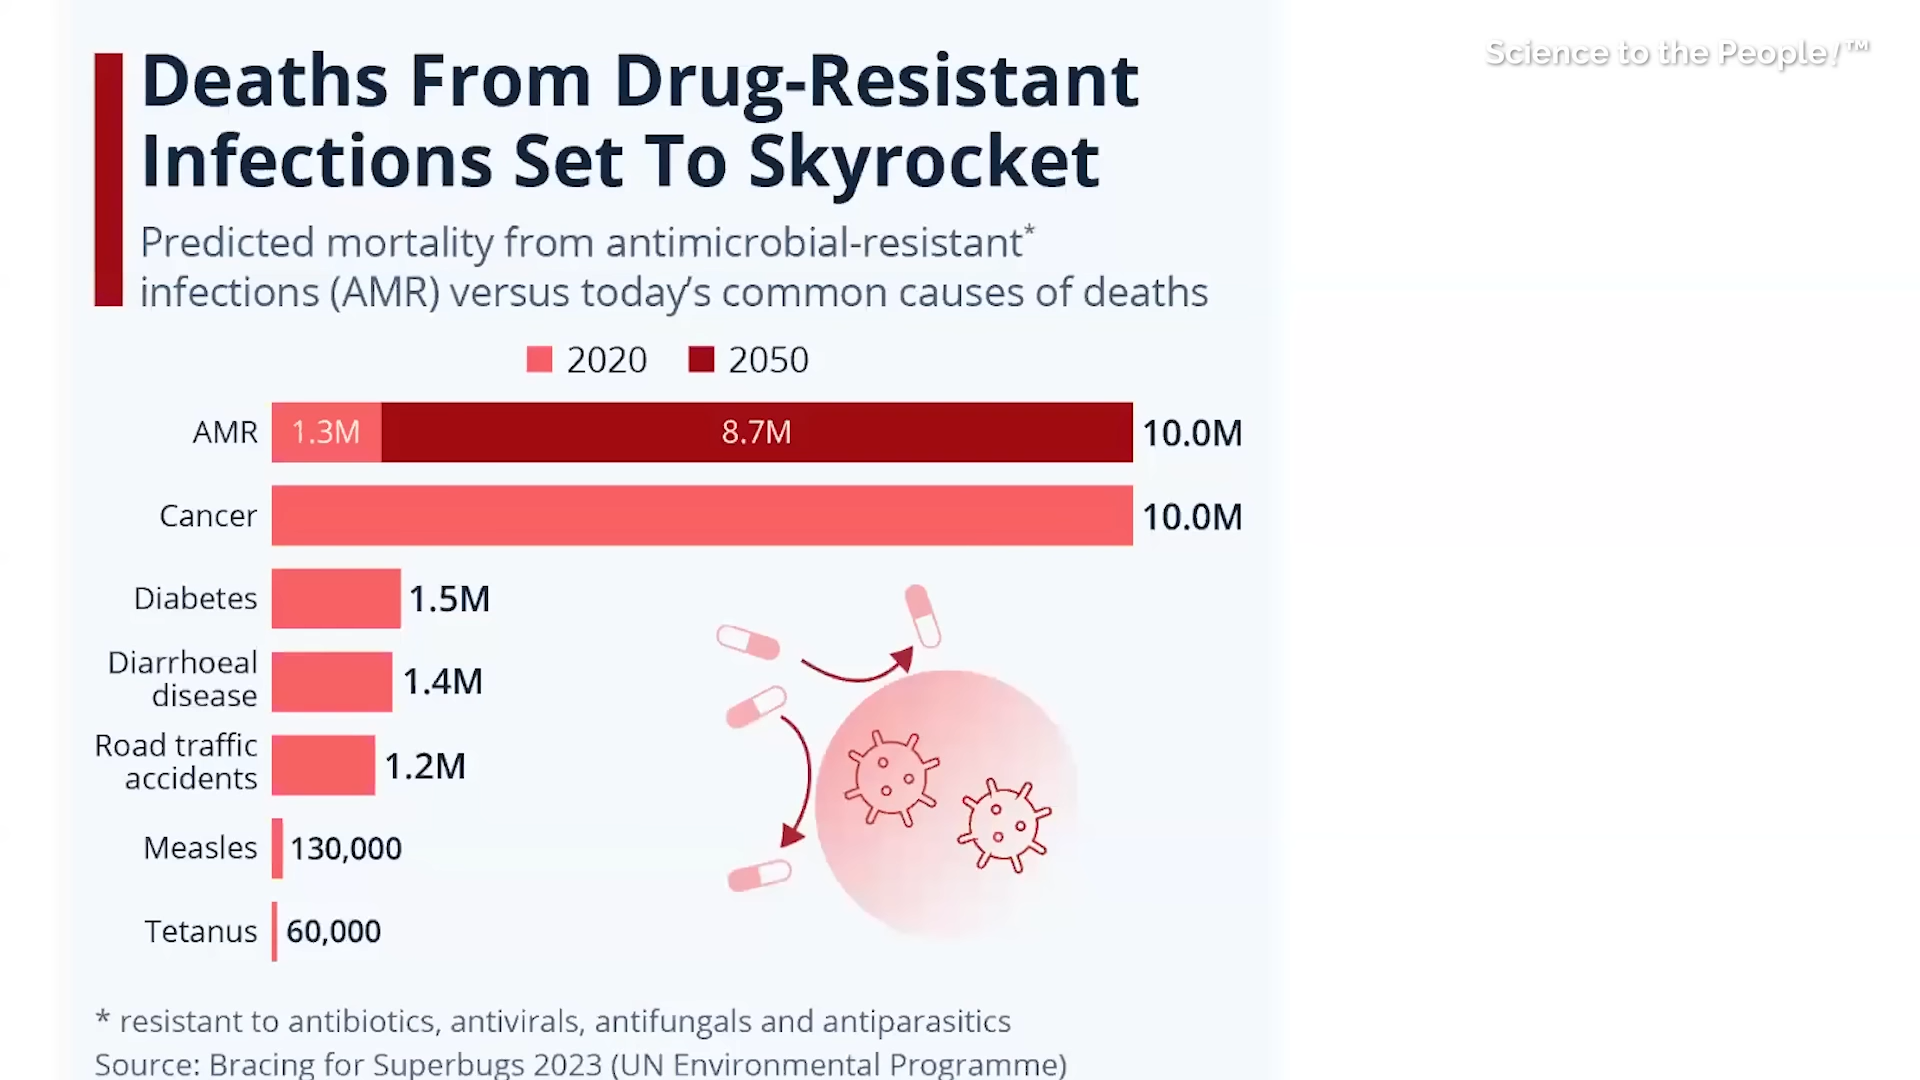 Science to the People!™
Deaths From Drug-Resistant
Infections Set To Skyrocket
Predicted mortality from antimicrobial-resistant*
infections (AMR) versus today's common causes of deaths
2020 2050
AMR 1.3M 8.7M 10.0M
Cancer 10.0M
Diabetes 1.5M
Diarrhoeal
disease 1.4M
Road traffic
accidents 1.2M
Measles 130,000
Tetanus 60,000
* resistant to antibiotics, antivirals, antifungals and antiparasitics
Source: Bracing for Superbugs 2023 (UN Environmental Programme)